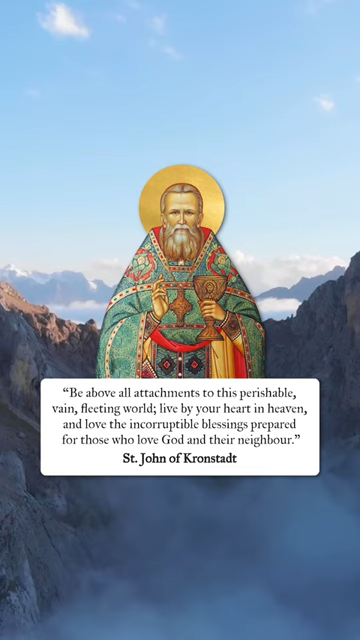 “Be above all attachments to this perishable,
vain, fleeting world; live by your heart in heaven,
and love the incorruptible blessings prepared
for those who love God and their neighbour.”
St. John of Kronstadt